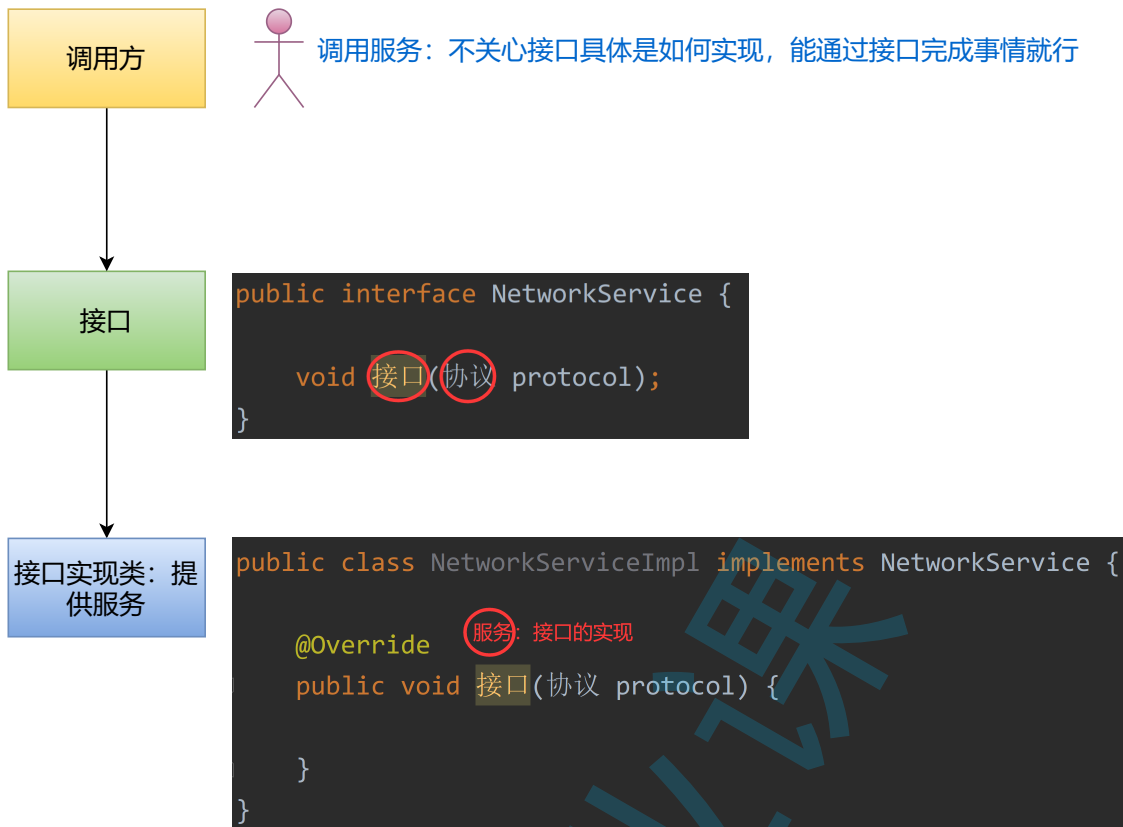 调用方
调用服务：不关心接口具体是如何实现，能通过接口完成事情就行
接口
public interface NetworkService {
void 接口(协议 protocol);
}
接口实现类：提
供服务
public class NetworkServiceImpl implements NetworkService {
服务：接口的实现
@Override
public void 接口(协议 protocol) {
}
}